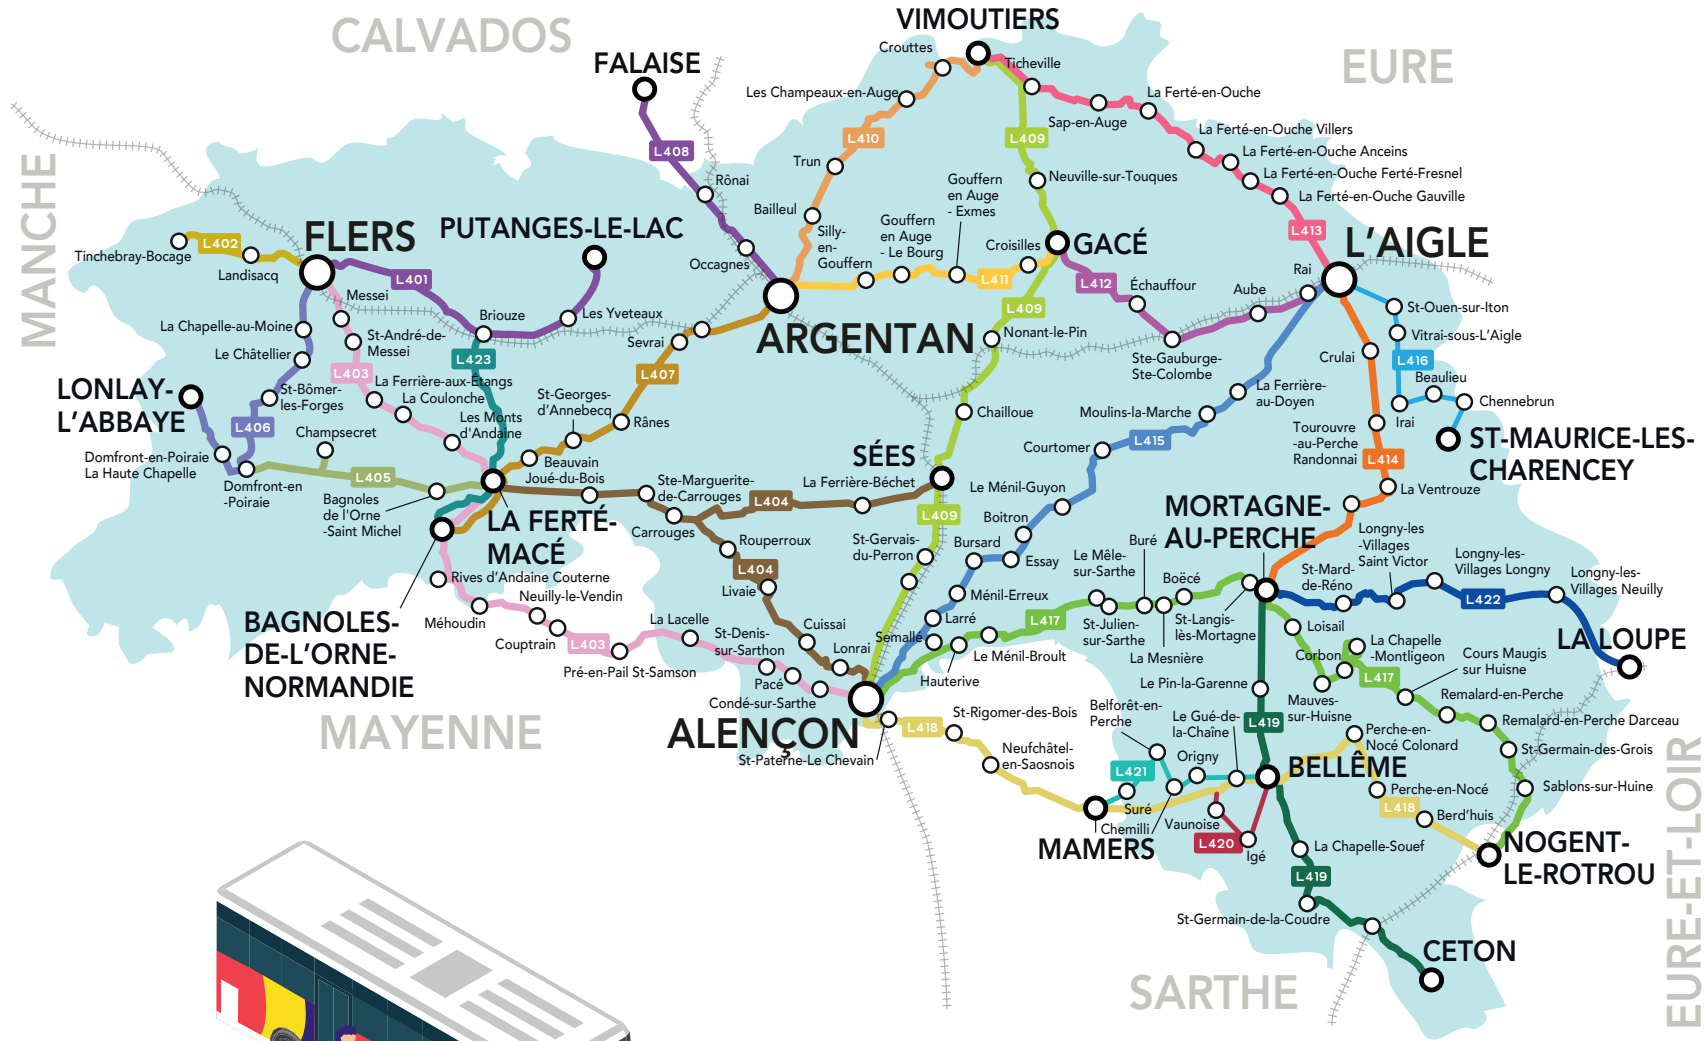 CALVADOS
VIMOUTIERS
Crouttes
FALAISE
Ticheville
EURE
Les Champeaux-en-Auge
La Ferté-en-Ouche
Sap-en-Auge
L410
L409
La Ferté-en-Ouche Villers
L408
La Ferté-en-Ouche Anceins
Trun
La Ferté-en-Ouche Ferté-Fresnel
Rônai
Neuville-sur-Touques
Gouffern
en Auge
- Exmes
La Ferté-en-Ouche Gauville
MANCHE
Bailleul
PUTANGES-LE-LAC
FLERS
L402
Tinchebray-Bocage
Landisacq
Silly-
en-
Gouffern
Gouffern
en Auge
- Le Bourg
Croisilles
GACÉ
L413
L'AIGLE
Occagnes
L401
L411
L412
Rai
Messei
Échauffour
Aube
St-Ouen-sur-Iton
Les Yveteaux
Briouze
La Chapelle-au-Moine
St-André-de-
Messei
Sevrai
ARGENTAN
Nonant-le-Pin
Vitrai-sous-L'Aigle
Le Châtellier
L423
Ste-Gauburge-
Ste-Colombe
Crulai
L416
L403
L407
La Ferrière-aux-Etangs
Beaulieu
LONLAY-
L'ABBAYE
St-Bômer-
les-Forges
La Coulonche
St-Georges-
d'Annebecq
La Ferrière-
au-Doyen
Chennebrun
Les Monts
d'Andaine
Rânes
Chailloue
Moulins-la-Marche
Irai
L406
Champsecret
L415
Tourouvre
-au-Perche
Randonnai
ST-MAURICE-LES-
CHARENCEY
Courtomer
Domfront-en-Poiraie
La Haute Chapelle
SÉES
L414
Beauvain
L405
Joué-du-Bois
Ste-Marguerite-
de-Carrouges
La Ferrière-Béchet
Domfront-en
-Poiraie
L404
Le Ménil-Guyon
La Ventrouze
Bagnoles
de l'Orne
-Saint Michel
LA FERTÉ-
MACÉ
Carrouges
L409
Boitron
MORTAGNE-
AU-PERCHE
Longny-les
-Villages
Saint Victor
Rouperroux
St-Gervais-
du-Perron
Bursard
Essay
Le Mêle-
sur-Sarthe
Buré
Boëcé
St-Mard-
de-Réno
Longny-les-
Villages Longny
Longny-les-
Villages Neuilly
L404
Rives d'Andaine Couterne
Livaie
Ménil-Erreux
L422
Neuilly-le-Vendin
BAGNOLES-
DE-L'ORNE-
NORMANDIE
Méhoudin
La Lacelle
Cuissai
Larré
L417
St-Julien-
sur-Sarthe
St-Langis-
lès-Mortagne
Loisail
Couptrain
L403
St-Denis-
sur-Sarthon
Semallé
La Chapelle
-Montligeon
LA LOUPE
Lonrai
Le Ménil-Broult
La Mesnière
Corbon
Cours Maugis
sur Huisne
Pré-en-Pail St-Samson
Hauterive
L417
Pacé
Le Pin-la-Garenne
Condé-sur-Sarthe
Mauves-
sur-Huisne
Remalard-en-Perche
MAYENNE
ALENÇON
L418
St-Rigomer-des-Bois
Belforêt-en-
Perche
Le Gué-de-
la-Chaîne
L419
Remalard-en-Perche Darceau
Perche-en-
Nocé Colonard
St-Paterne-Le Chevain
Neufchâtel-
en-Saosnois
Origny
St-Germain-des-Grois
L421
BELLÊME
Perche-en-Nocé
Sablons-sur-Huine
Suré
L418
Berd'huis
Chemilli
Vaunoise
MAMERS
L420
Igé
La Chapelle-Souef
NOGENT-
LE-ROTROU
L419
St-Germain-de-la-Coudre
CETON
SARTHE
EURE-ET-LOIR